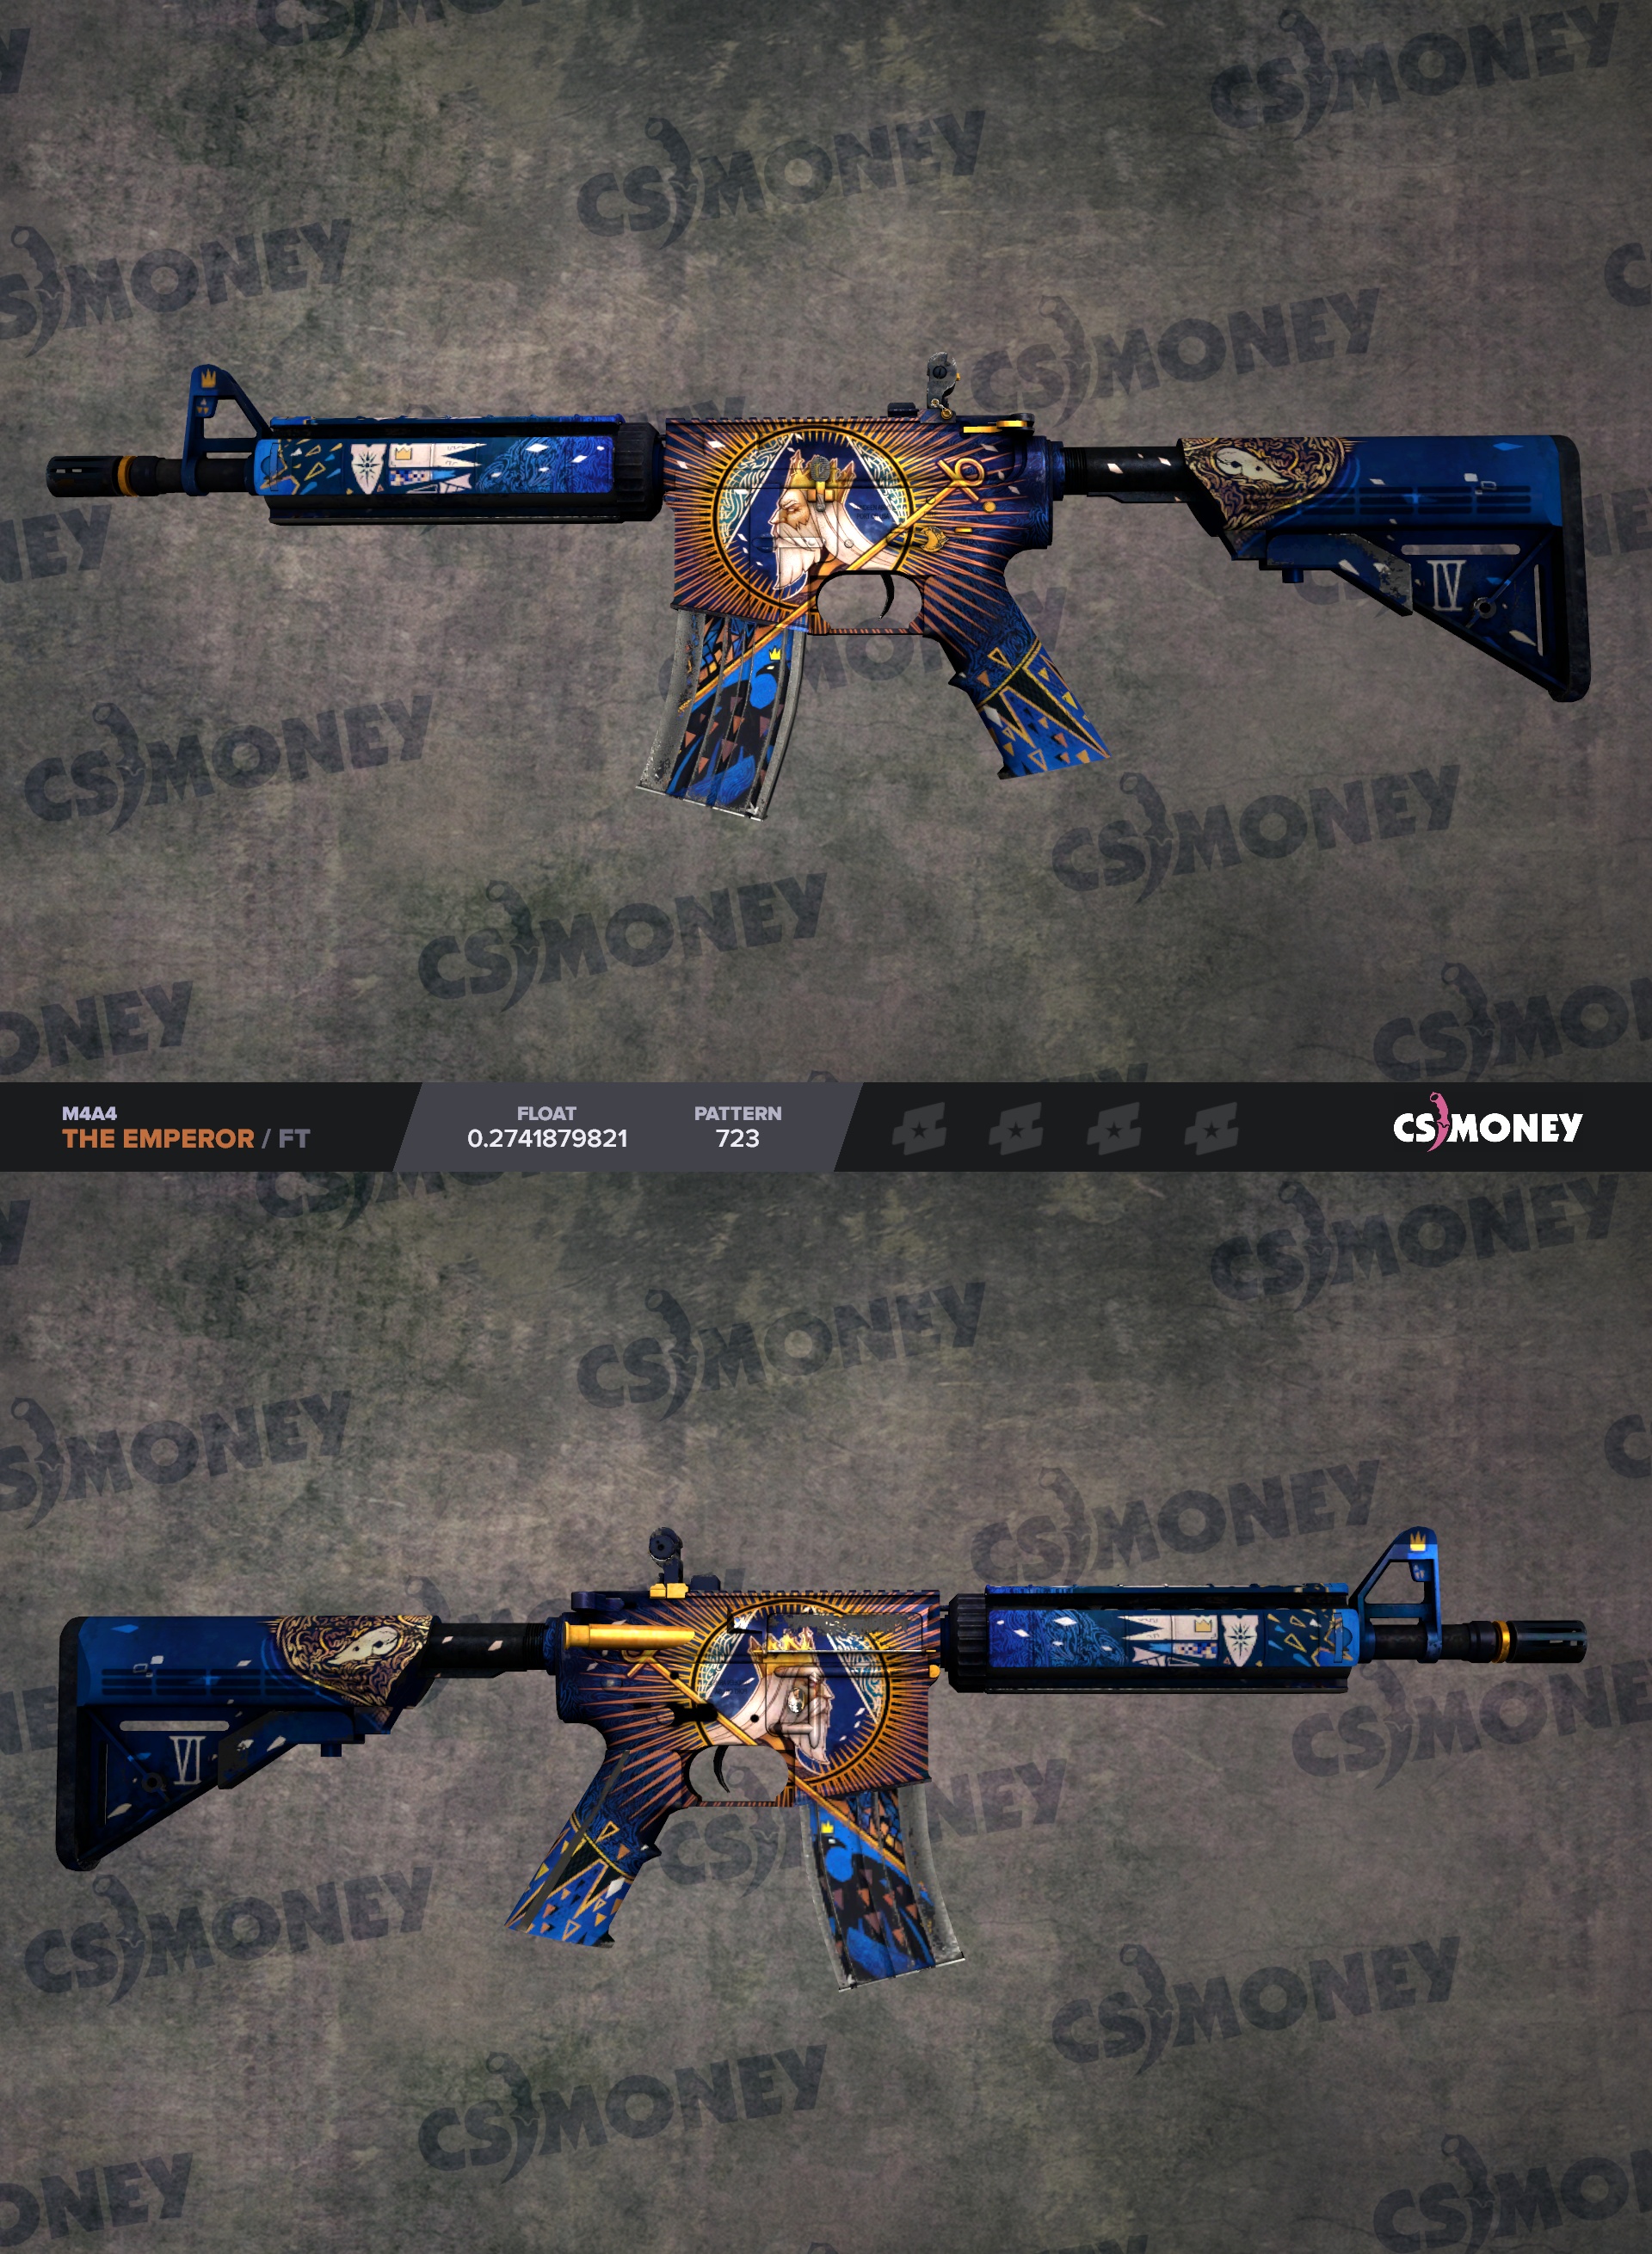 M4A4
THE EMPEROR / FT
FLOAT
0.2741879821
PATTERN
723
CS MONEY
IV
VI